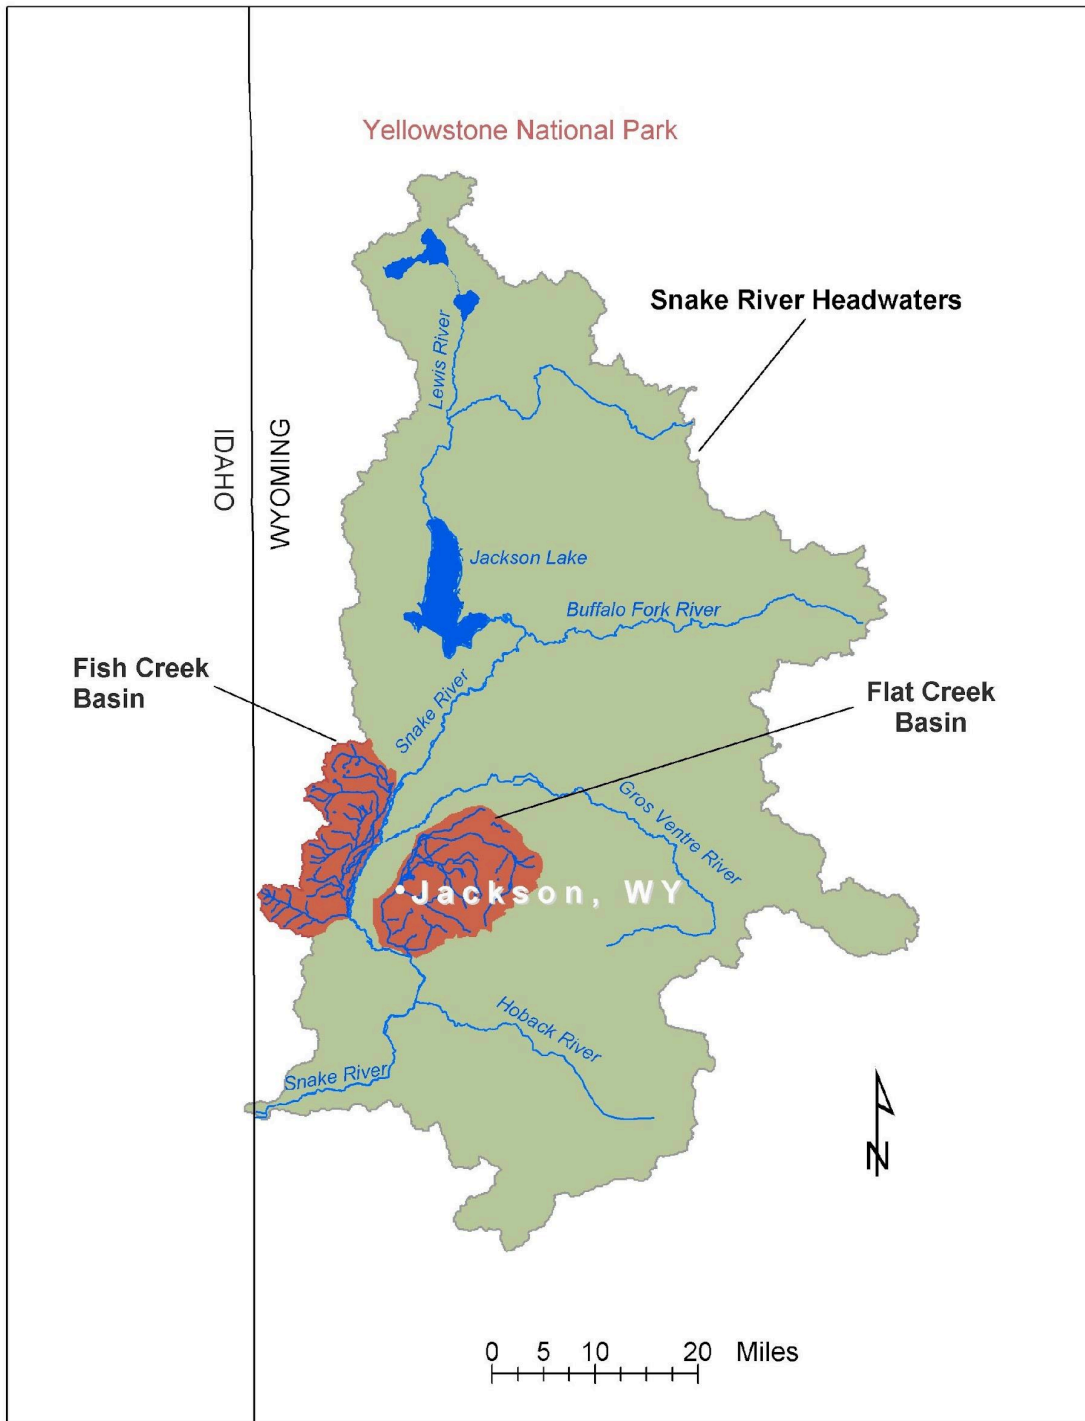 Yellowstone National Park
Snake River Headwaters
Lewis River
IDAHO
WYOMING
Jackson Lake
Buffalo Fork River
Fish Creek
Basin
Snake River
Flat Creek
Basin
Gros Ventre River
Jackson, WY
Hoback River
Snake River
N
0 5 10 20 Miles